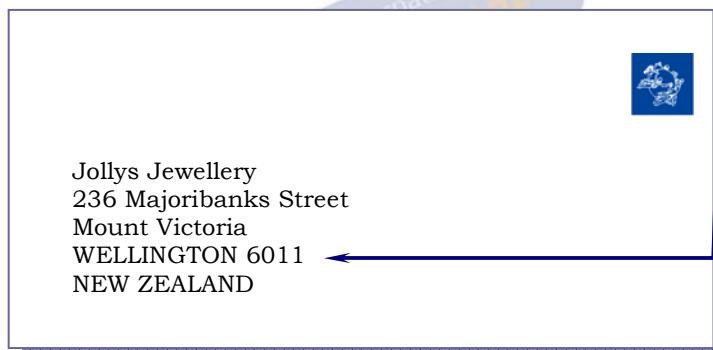 Jollys Jewellery
236 Majoribanks Street
Mount Victoria
WELLINGTON 6011
NEW ZEALAND